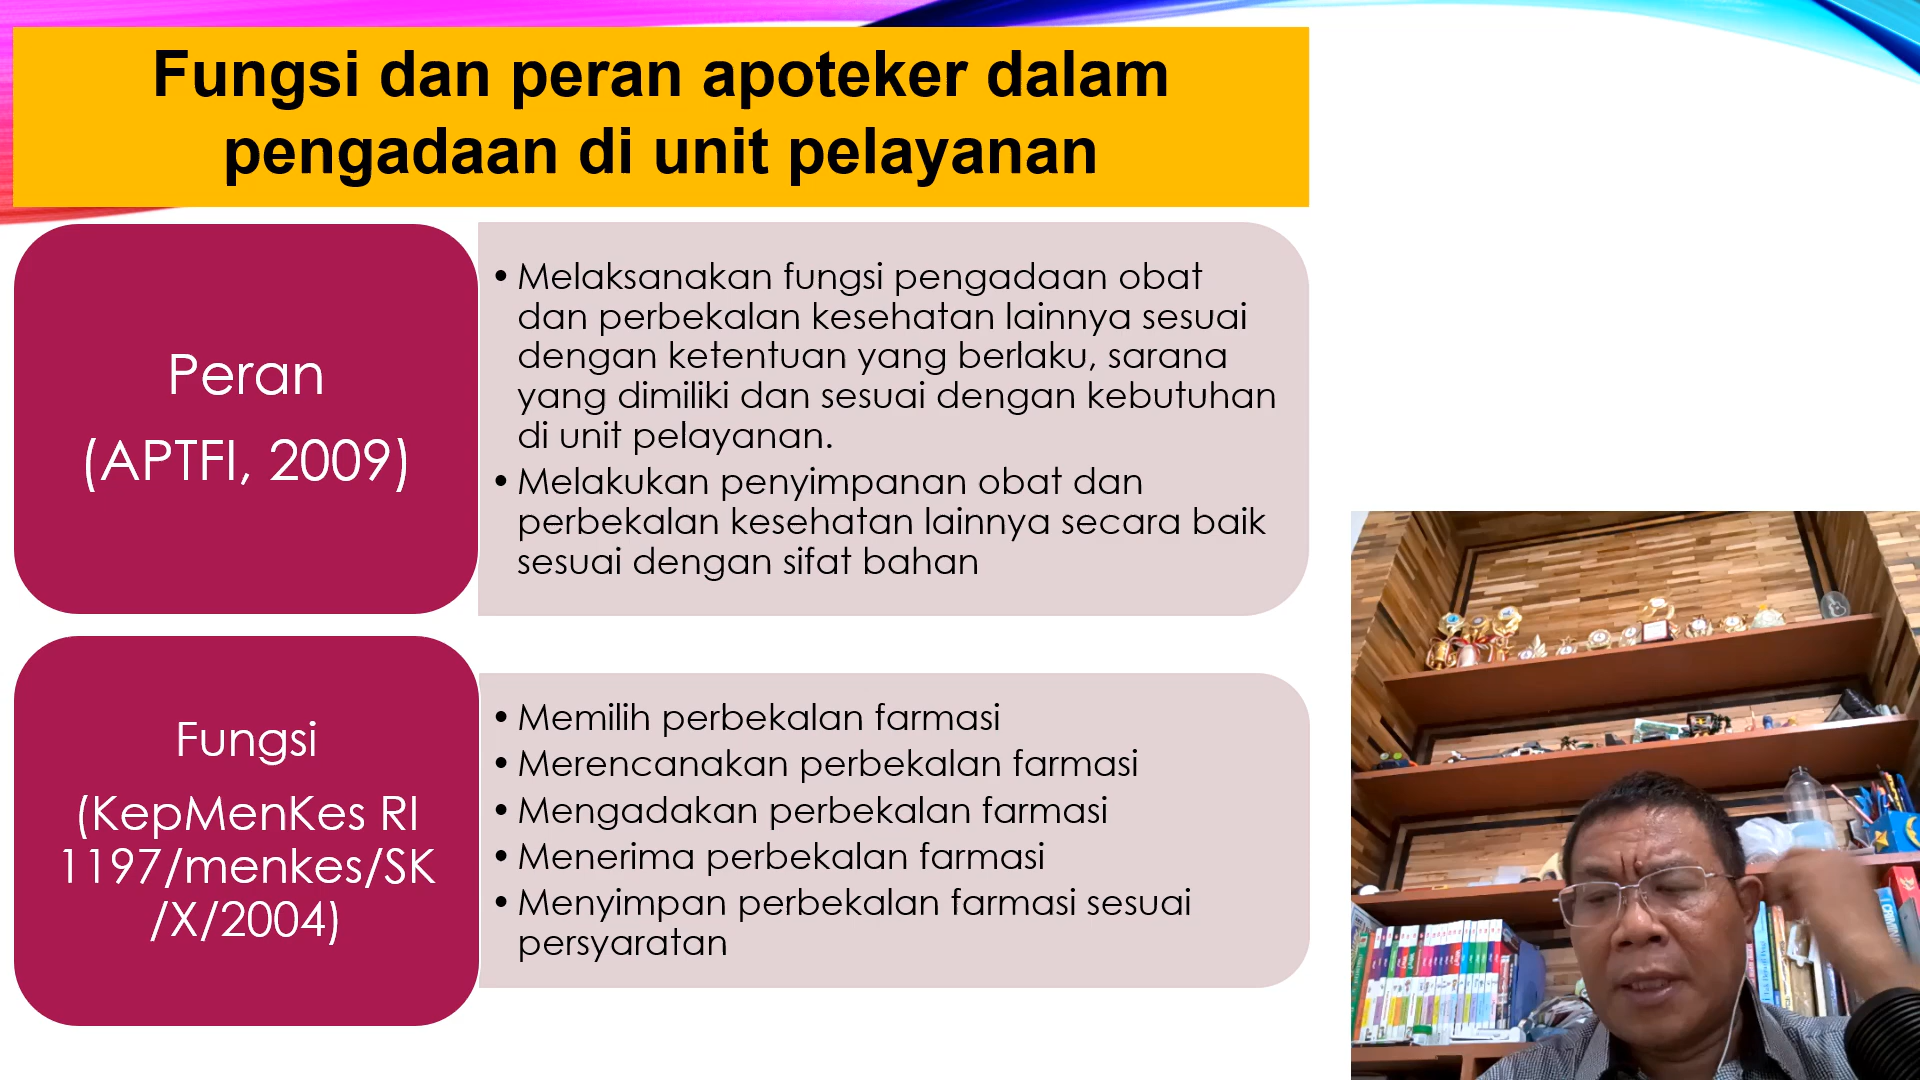 Fungsi dan peran apoteker dalam
pengadaan di unit pelayanan
Peran
(APTFI, 2009)
• Melaksanakan fungsi pengadaan obat
dan perbekalan kesehatan lainnya sesuai
dengan ketentuan yang berlaku, sarana
yang dimiliki dan sesuai dengan kebutuhan
di unit pelayanan.
• Melakukan penyimpanan obat dan
perbekalan kesehatan lainnya secara baik
sesuai dengan sifat bahan
Fungsi
(KepMenKes RI
1197/menkes/SK
/X/2004)
• Memilih perbekalan farmasi
• Merencanakan perbekalan farmasi
• Mengadakan perbekalan farmasi
• Menerima perbekalan farmasi
• Menyimpan perbekalan farmasi sesuai
persyaratan